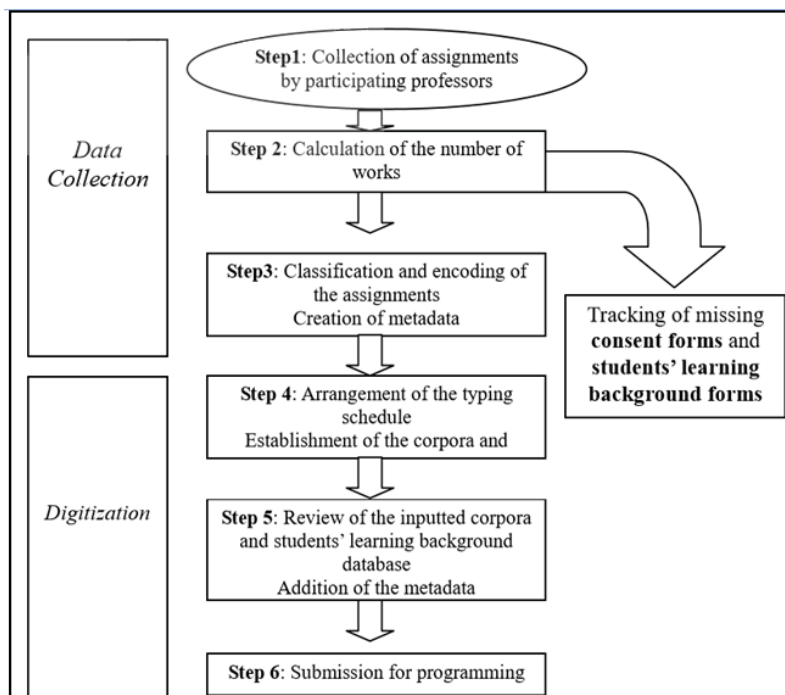 Data
Collection
Step1: Collection of assignments
by participating professors
Step 2: Calculation of the number of
works
Step3: Classification and encoding of
the assignments
Creation of metadata
Tracking of missing
consent forms and
students’ learning
background forms
Digitization
Step 4: Arrangement of the typing
schedule
Establishment of the corpora and
Step 5: Review of the inputted corpora
and students’ learning background
database
Addition of the metadata
Step 6: Submission for programming